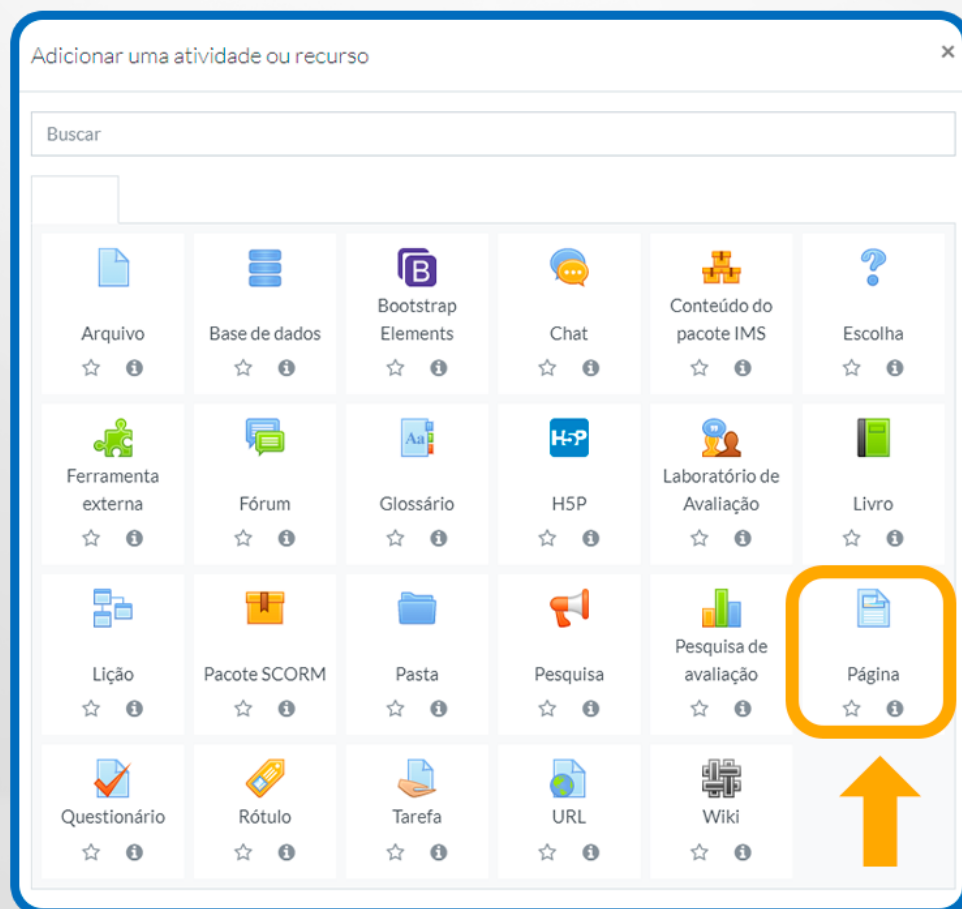 Adicionar uma atividade ou recurso
×
Buscar
Arquivo
Base de dados
B
Bootstrap
Elements
Chat
Conteúdo do
pacote IMS
Escolha
Ferramenta
externa
Fórum
Aa
Glossário
H5P
H5P
Laboratório de
Avaliação
Livro
Lição
Pacote SCORM
Pasta
Pesquisa
Pesquisa de
avaliação
Página
Questionário
Rótulo
Tarefa
URL
Wiki